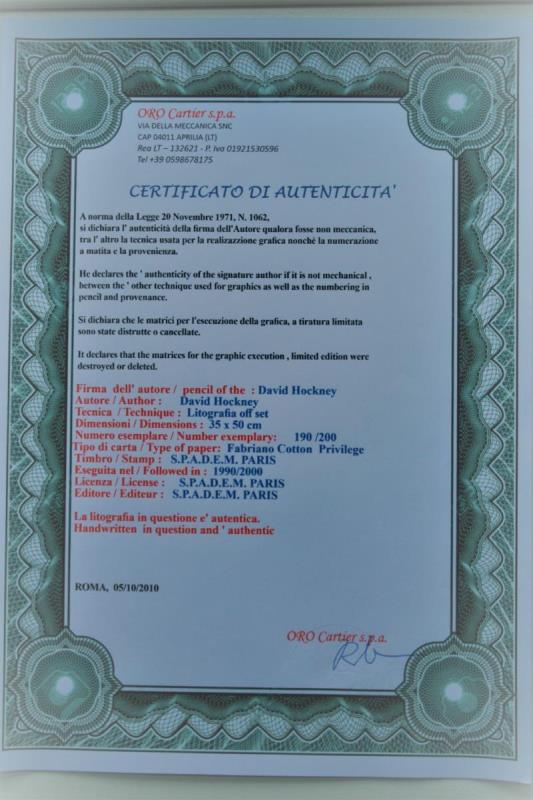 ORO Cartier s.p.a.
VIA DELLA MECCANICA SNC
CAP 04011 APRILIA (LT)
Rea LT – 132621 - P. Iva 01921530596
Tel +39 0598678175
CERTIFICATO DI AUTENTICITA'
A norma della Legge 20 Novembre 1971, N. 1062,
si dichiara l' autenticità della firma dell'Autore qualora fosse non meccanica,
tra l' altro la tecnica usata per la realizazzione grafica nonchè la numerazione
a matita e la provenienza.
He declares the ' authenticity of the signature author if it is not mechanical ,
between the ' other technique used for graphics as well as the numbering in
pencil and provenance.
Si dichiara che le matrici per l'esecuzione della grafica, a tiratura limitata
sono state distrutte o cancellate.
It declares that the matrices for the graphic execution , limited edition were
destroyed or deleted.
Firma dell' autore / pencil of the : David Hockney
Autore / Author : David Hockney
Tecnica / Technique : Litografia off set
Dimensioni / Dimensions : 35 x 50 cm
Numero esemplare / Number exemplary: 190 /200
Tipo di carta / Type of paper: Fabriano Cotton Privilege
Timbro / Stamp : S.P.A.D.E.M. PARIS
Eseguita nel / Followed in : 1990/2000
Licenza / License : S.P.A.D.E.M. PARIS
Editore / Editeur : S.P.A.D.E.M. PARIS
La litografia in questione e' autentica.
Handwritten in question and ' authentic
ROMA, 05/10/2010
ORO Cartier s.p.a.